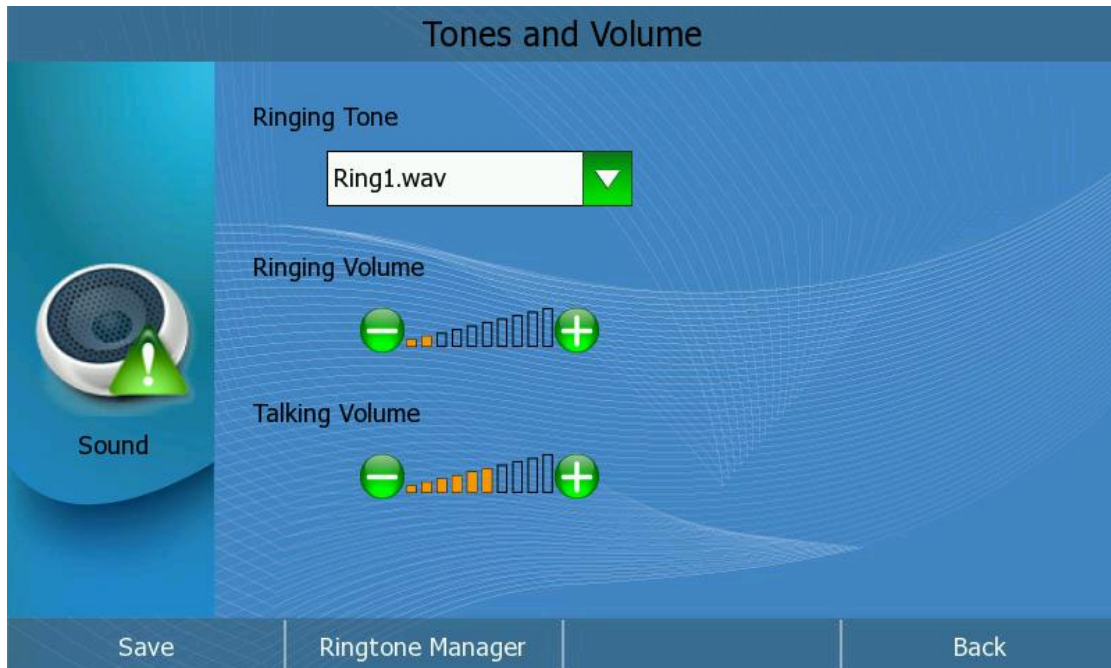 Tones and Volume
Ringing Tone
Ring1.wav
Ringing Volume
Talking Volume
Sound
Save
Ringtone Manager
Back